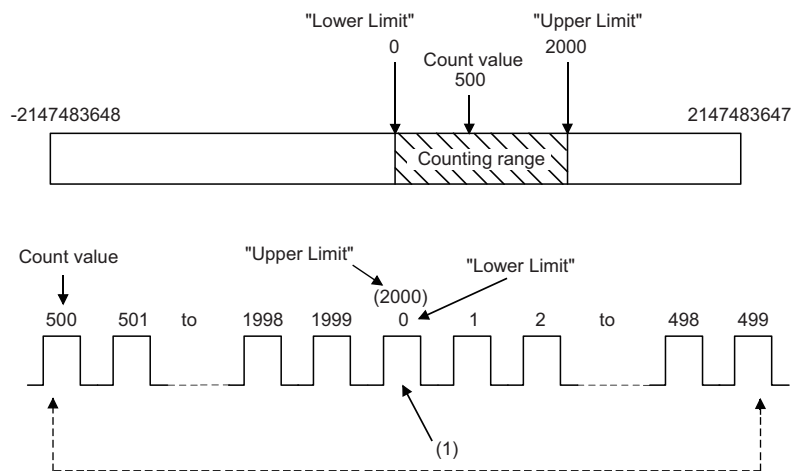 "Lower Limit"
0
"Upper Limit"
2000
Count value
500
-2147483648
2147483647
Counting range
Count value
"Upper Limit"
(2000)
"Lower Limit"
500 501 to 1998 1999 0 1 2 to 498 499
(1)